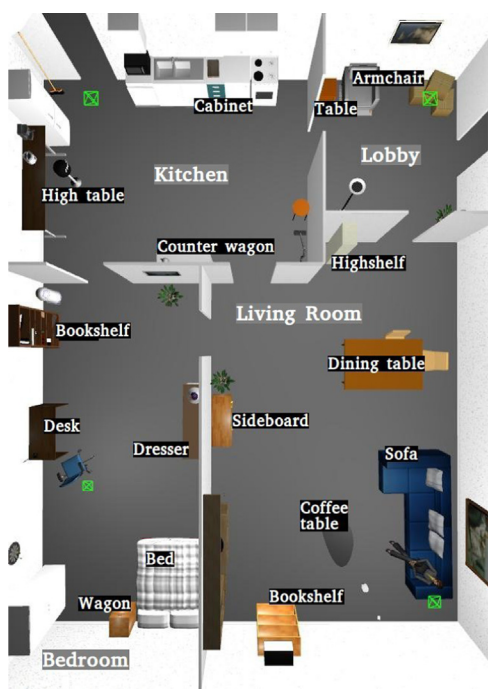 Armchair
Cabinet
Table
Lobby
Kitchen
High table
Counter wagon
Highshelf
Living Room
Bookshelf
Dining table
Sideboard
Desk
Dresser
Sofa
Coffee
table
Bed
Wagon
Bookshelf
Bedroom